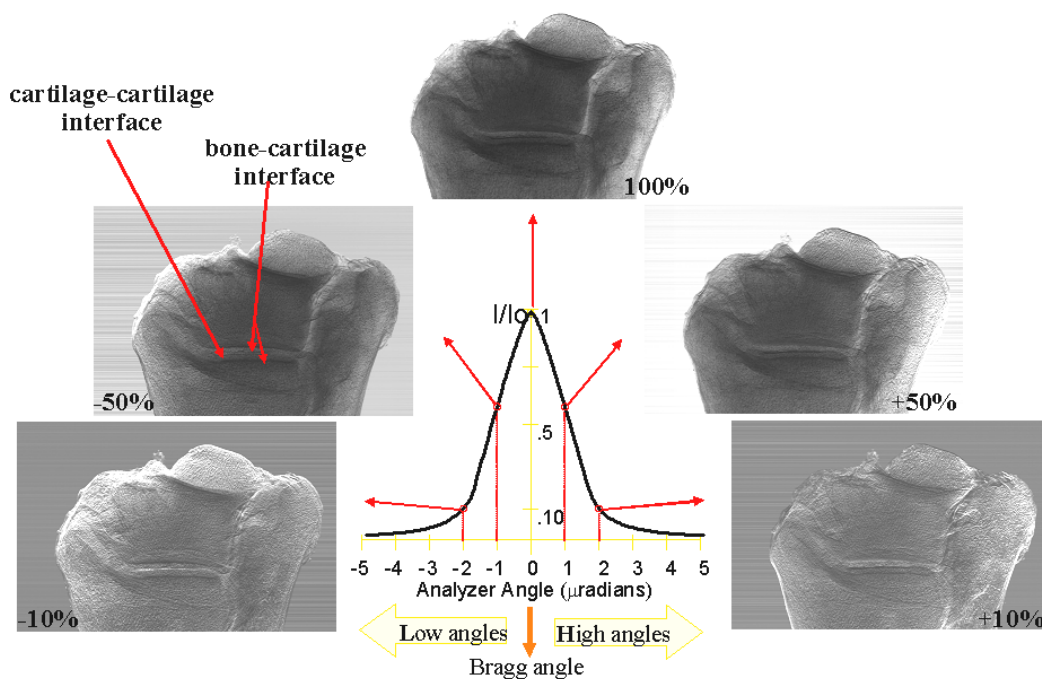 cartilage-cartilage
interface
bone-cartilage
interface
100%
-50%
+50%
I/Io 1
.5
.10
-10%
+10%
-5 -4 -3 -2 -1 0 1 2 3 4 5
Analyzer Angle (μradians)
Low angles
High angles
Bragg angle